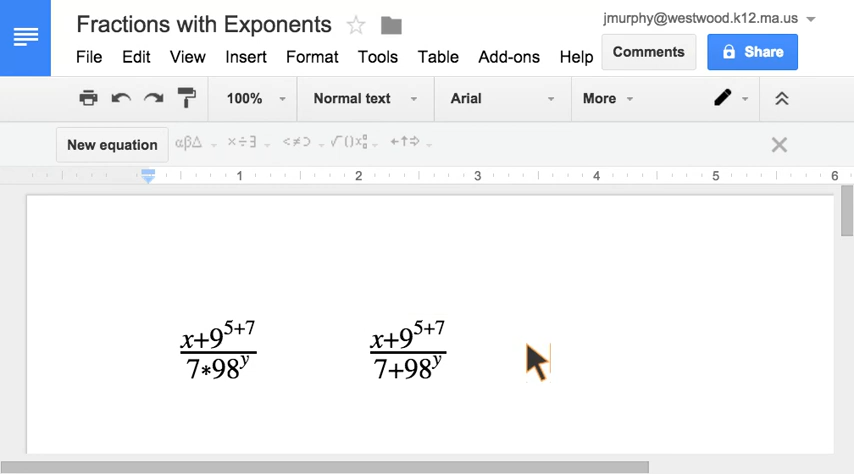 Fractions with Exponents
jmurphy@westwood.k12.ma.us
File Edit View Insert Format Tools Table Add-ons Help
Comments
Share
100% Normal text Arial More
New equation αβΔ ×÷∃ <≠⊃ √()x ←↑⇨
1 2 3 4 5 6
x+9^5+7 x+9^5+7
7*98^y 7+98^y